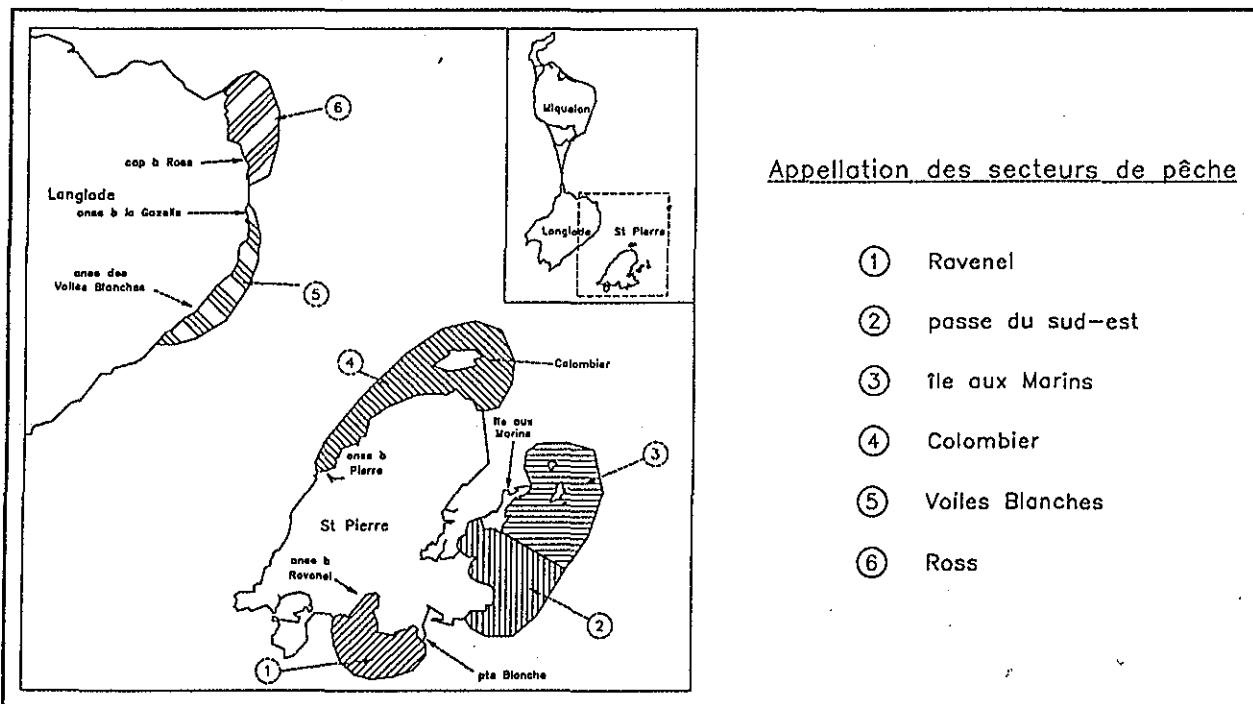 6
cap à Ross
Langlade
anse à la Gazelle
anse des
Voiles Blanches
5
Miquelon
Langlade
St Pierre
4
Colombier
île aux
Marins
3
anse à
Pierre
St Pierre
anse à
Ravenel
2
1
pte Blanche
Appellation des secteurs de pêche
1 Ravenel
2 passe du sud-est
3 île aux Marins
4 Colombier
5 Voiles Blanches
6 Ross